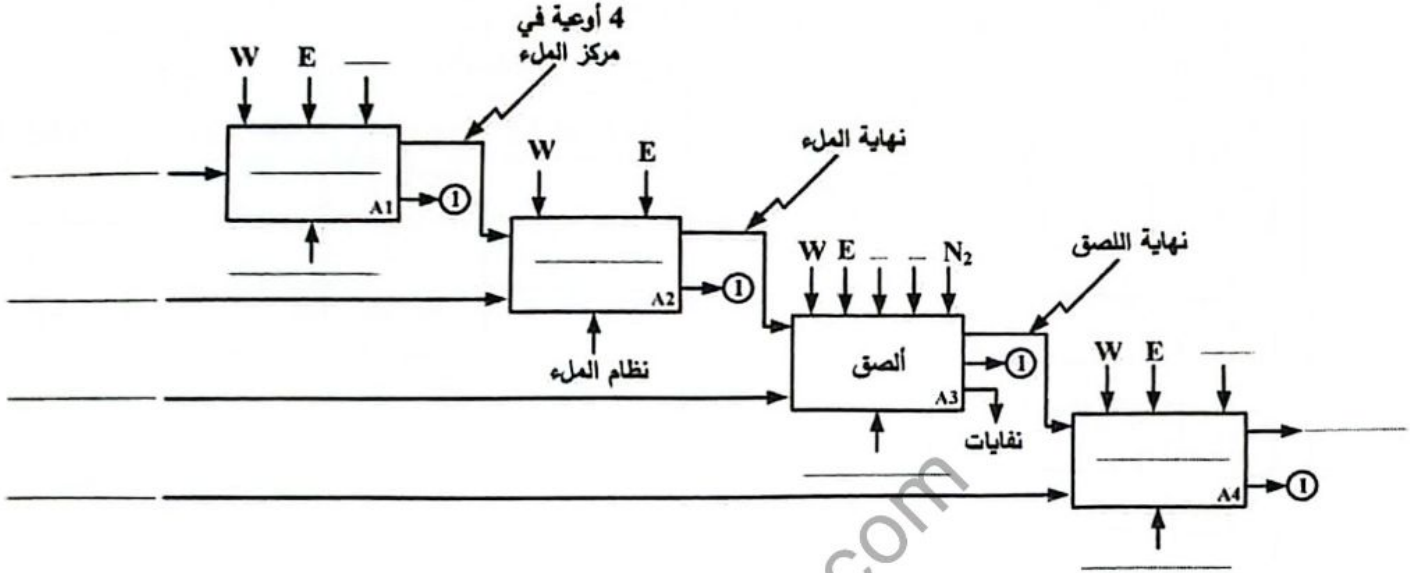 4 أوعية في
مركز الملء
W E
A1
1
نهاية الملء
W E
A2
1
نظام الملء
نهاية اللصق
W E N₂
ألصق
A3
1
نفايات
W E
A4
1
com